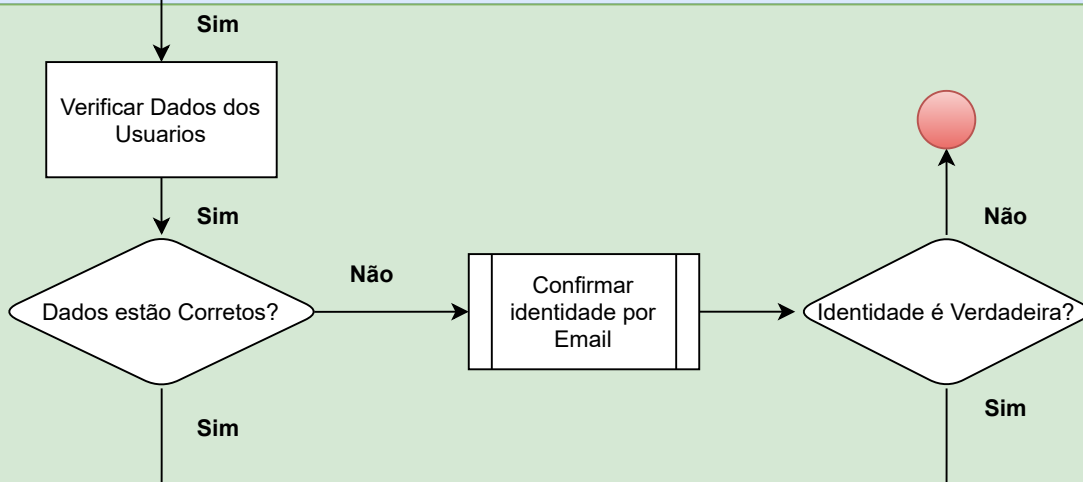 Sim
Verificar Dados dos
Usuarios
Sim
Não
Não
Dados estão Corretos?
Confirmar
identidade por
Email
Identidade é Verdadeira?
Sim
Sim